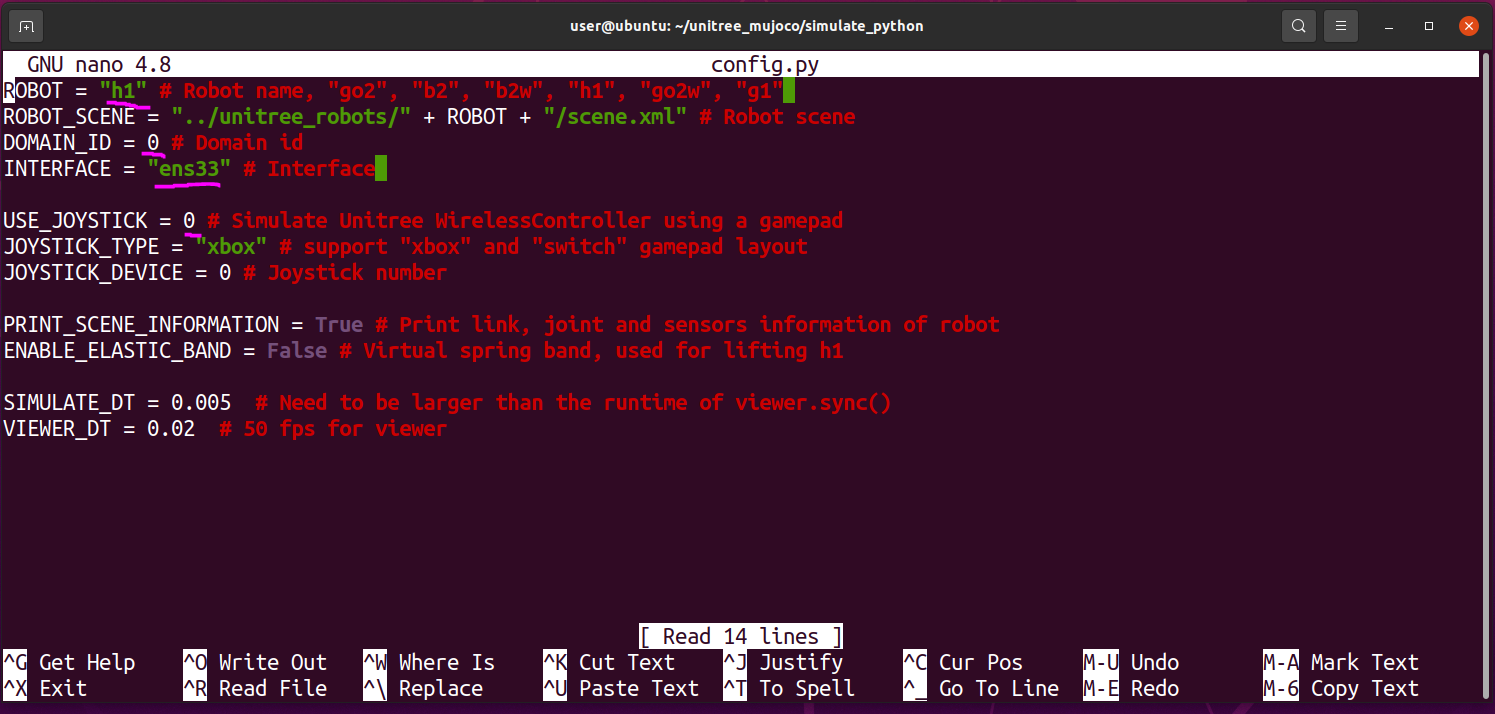 user@ubuntu: ~/unitree_mujoco/simulate_python
GNU nano 4.8 config.py
ROBOT = "h1" # Robot name, "go2", "b2", "b2w", "h1", "go2w", "g1"
ROBOT_SCENE = "../unitree_robots/" + ROBOT + "/scene.xml" # Robot scene
DOMAIN_ID = 0 # Domain id
INTERFACE = "ens33" # Interface
USE_JOYSTICK = 0 # Simulate Unitree WirelessController using a gamepad
JOYSTICK_TYPE = "xbox" # support "xbox" and "switch" gamepad layout
JOYSTICK_DEVICE = 0 # Joystick number
PRINT_SCENE_INFORMATION = True # Print link, joint and sensors information of robot
ENABLE_ELASTIC_BAND = False # Virtual spring band, used for lifting h1
SIMULATE_DT = 0.005  # Need to be larger than the runtime of viewer.sync()
VIEWER_DT = 0.02  # 50 fps for viewer
[ Read 14 lines ]
^G Get Help ^O Write Out ^W Where Is ^K Cut Text ^J Justify ^C Cur Pos M-U Undo M-A Mark Text
^X Exit ^R Read File ^\ Replace ^U Paste Text ^T To Spell ^_ Go To Line M-E Redo M-6 Copy Text